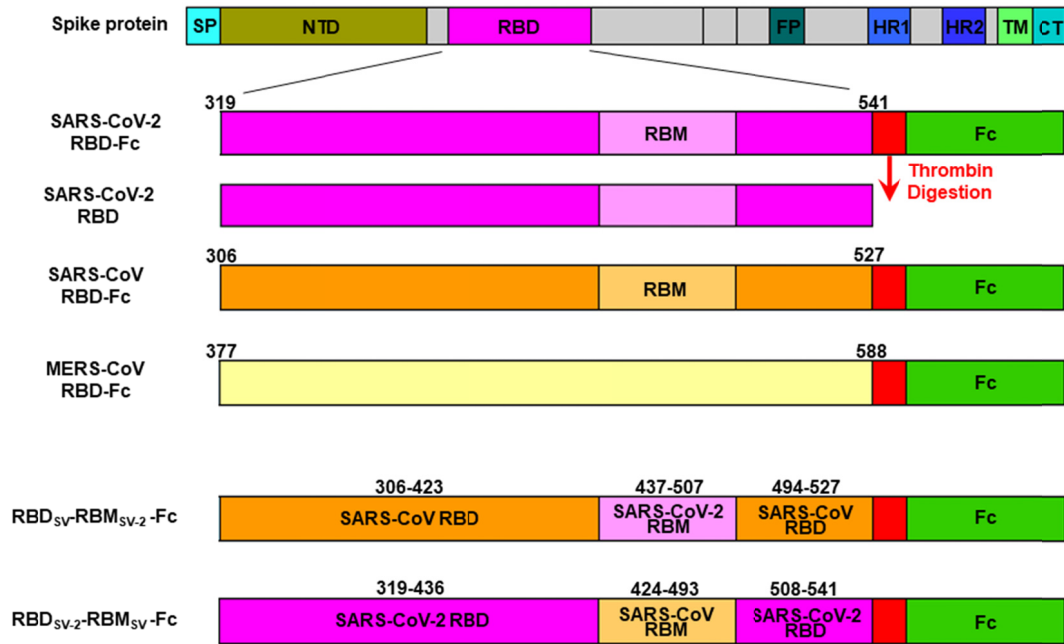 Spike protein
SP NTD RBD FP HR1 HR2 TM CT
319 541
SARS-CoV-2
RBD-Fc
RBM Fc
Thrombin
Digestion
SARS-CoV-2
RBD
306 527
SARS-CoV
RBD-Fc
RBM Fc
377 588
MERS-CoV
RBD-Fc
Fc
306-423 437-507 494-527
RBDSV-RBMSV-2-Fc
SARS-CoV RBD
SARS-CoV-2
RBM
SARS-CoV
RBD
Fc
319-436 424-493 508-541
RBDSV-2-RBMSV-Fc
SARS-CoV-2 RBD
SARS-CoV
RBM
SARS-CoV-2
RBD
Fc